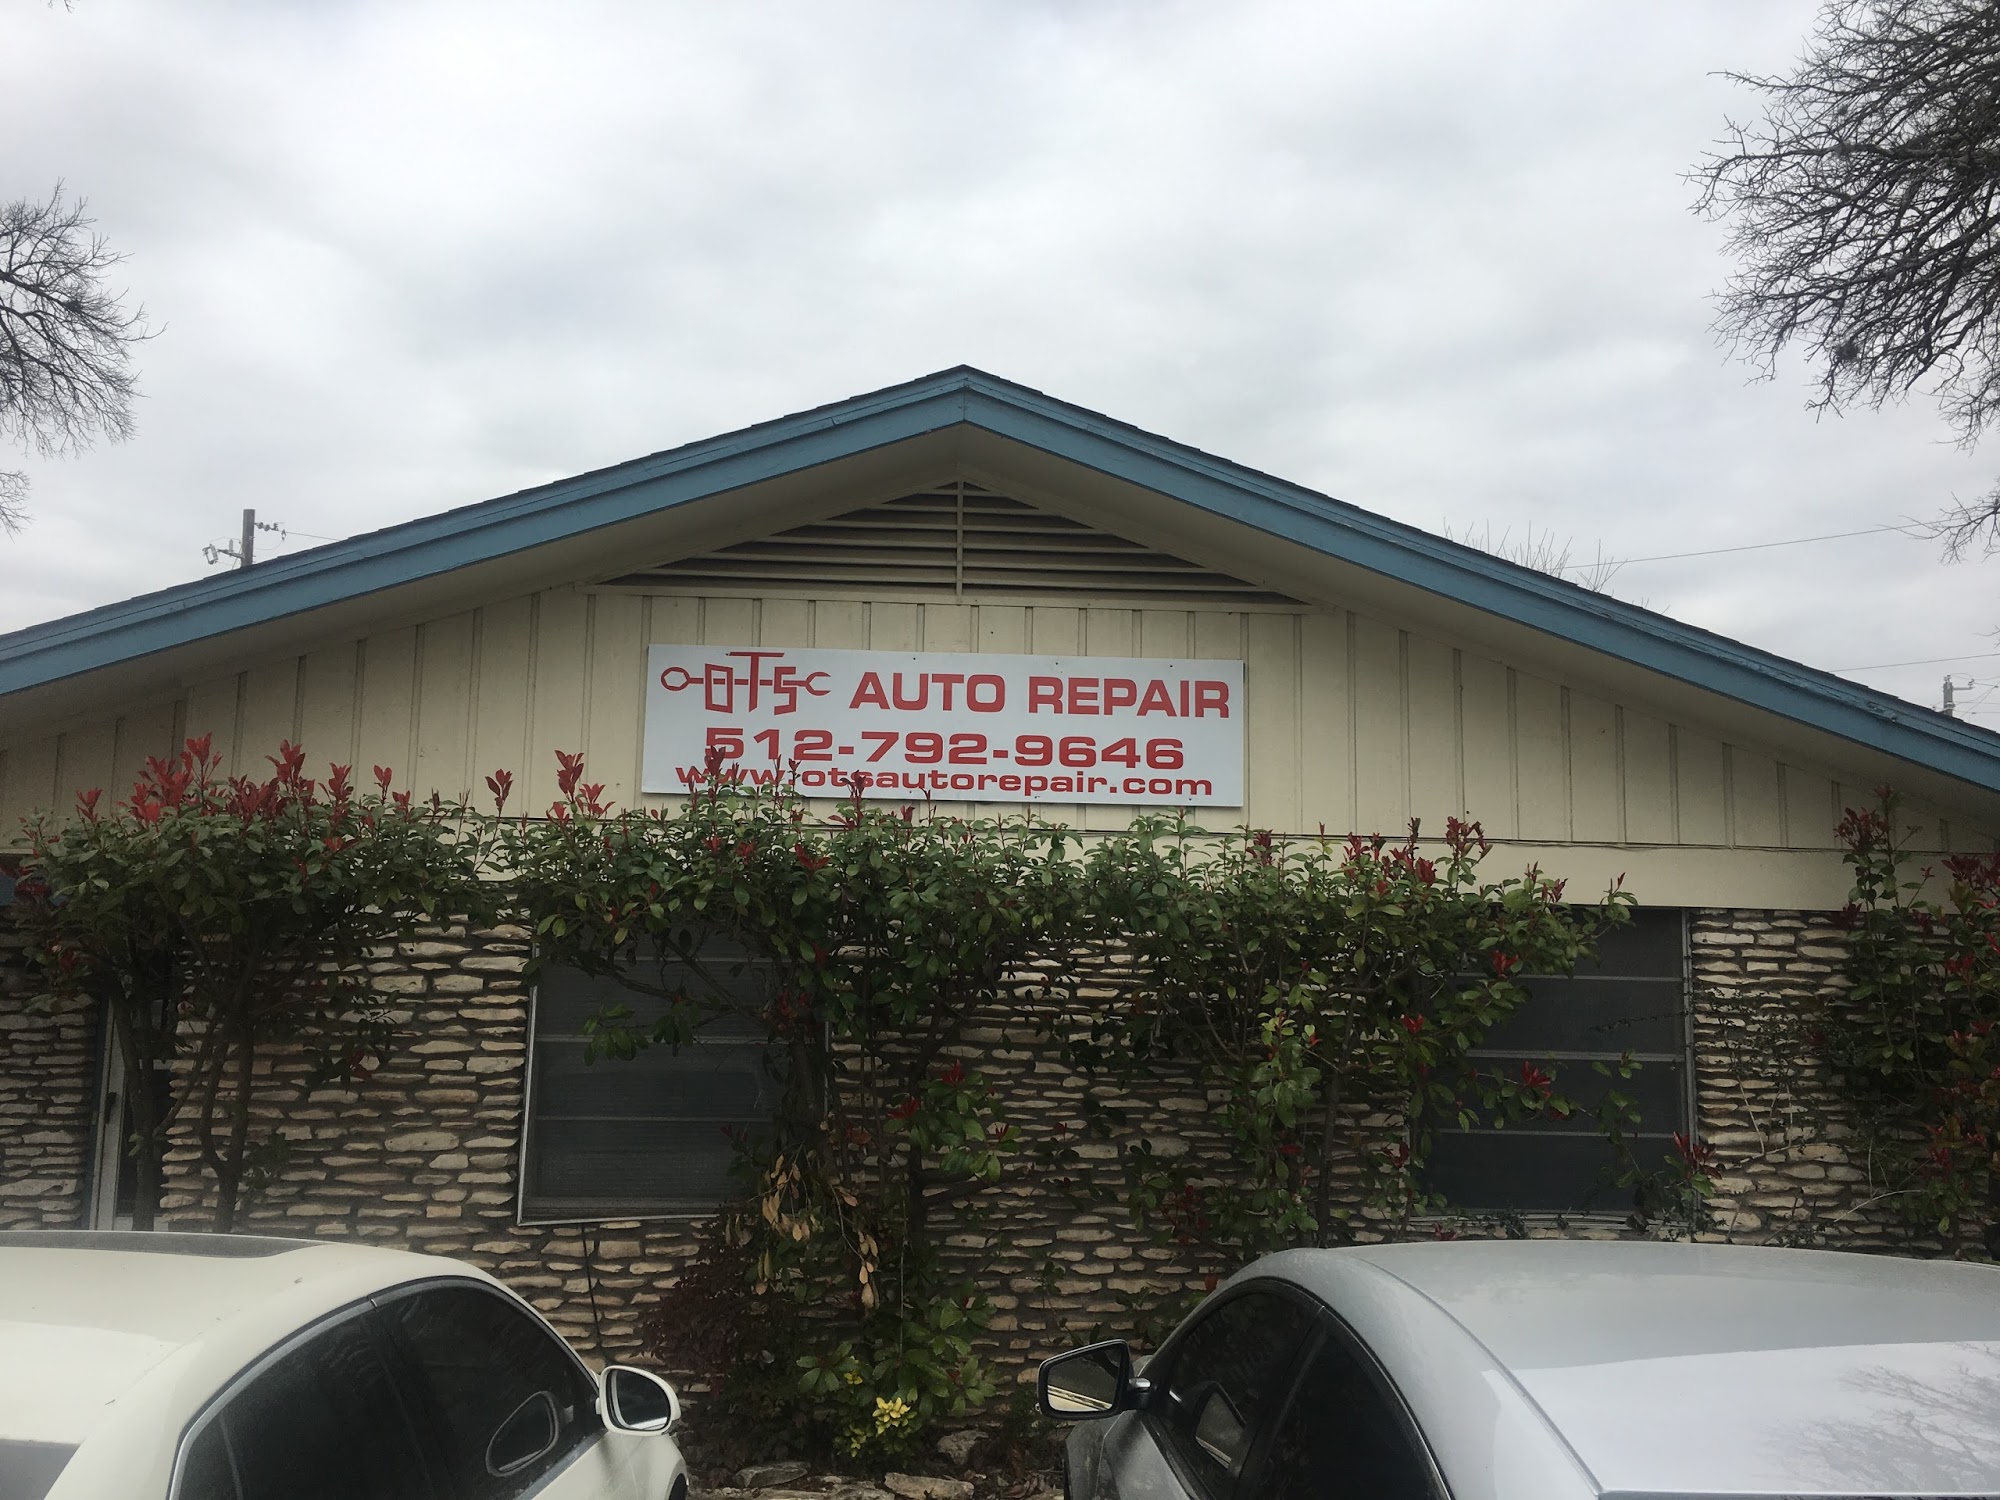 OTS AUTO REPAIR
512-792-9646
www.otsautorepair.com